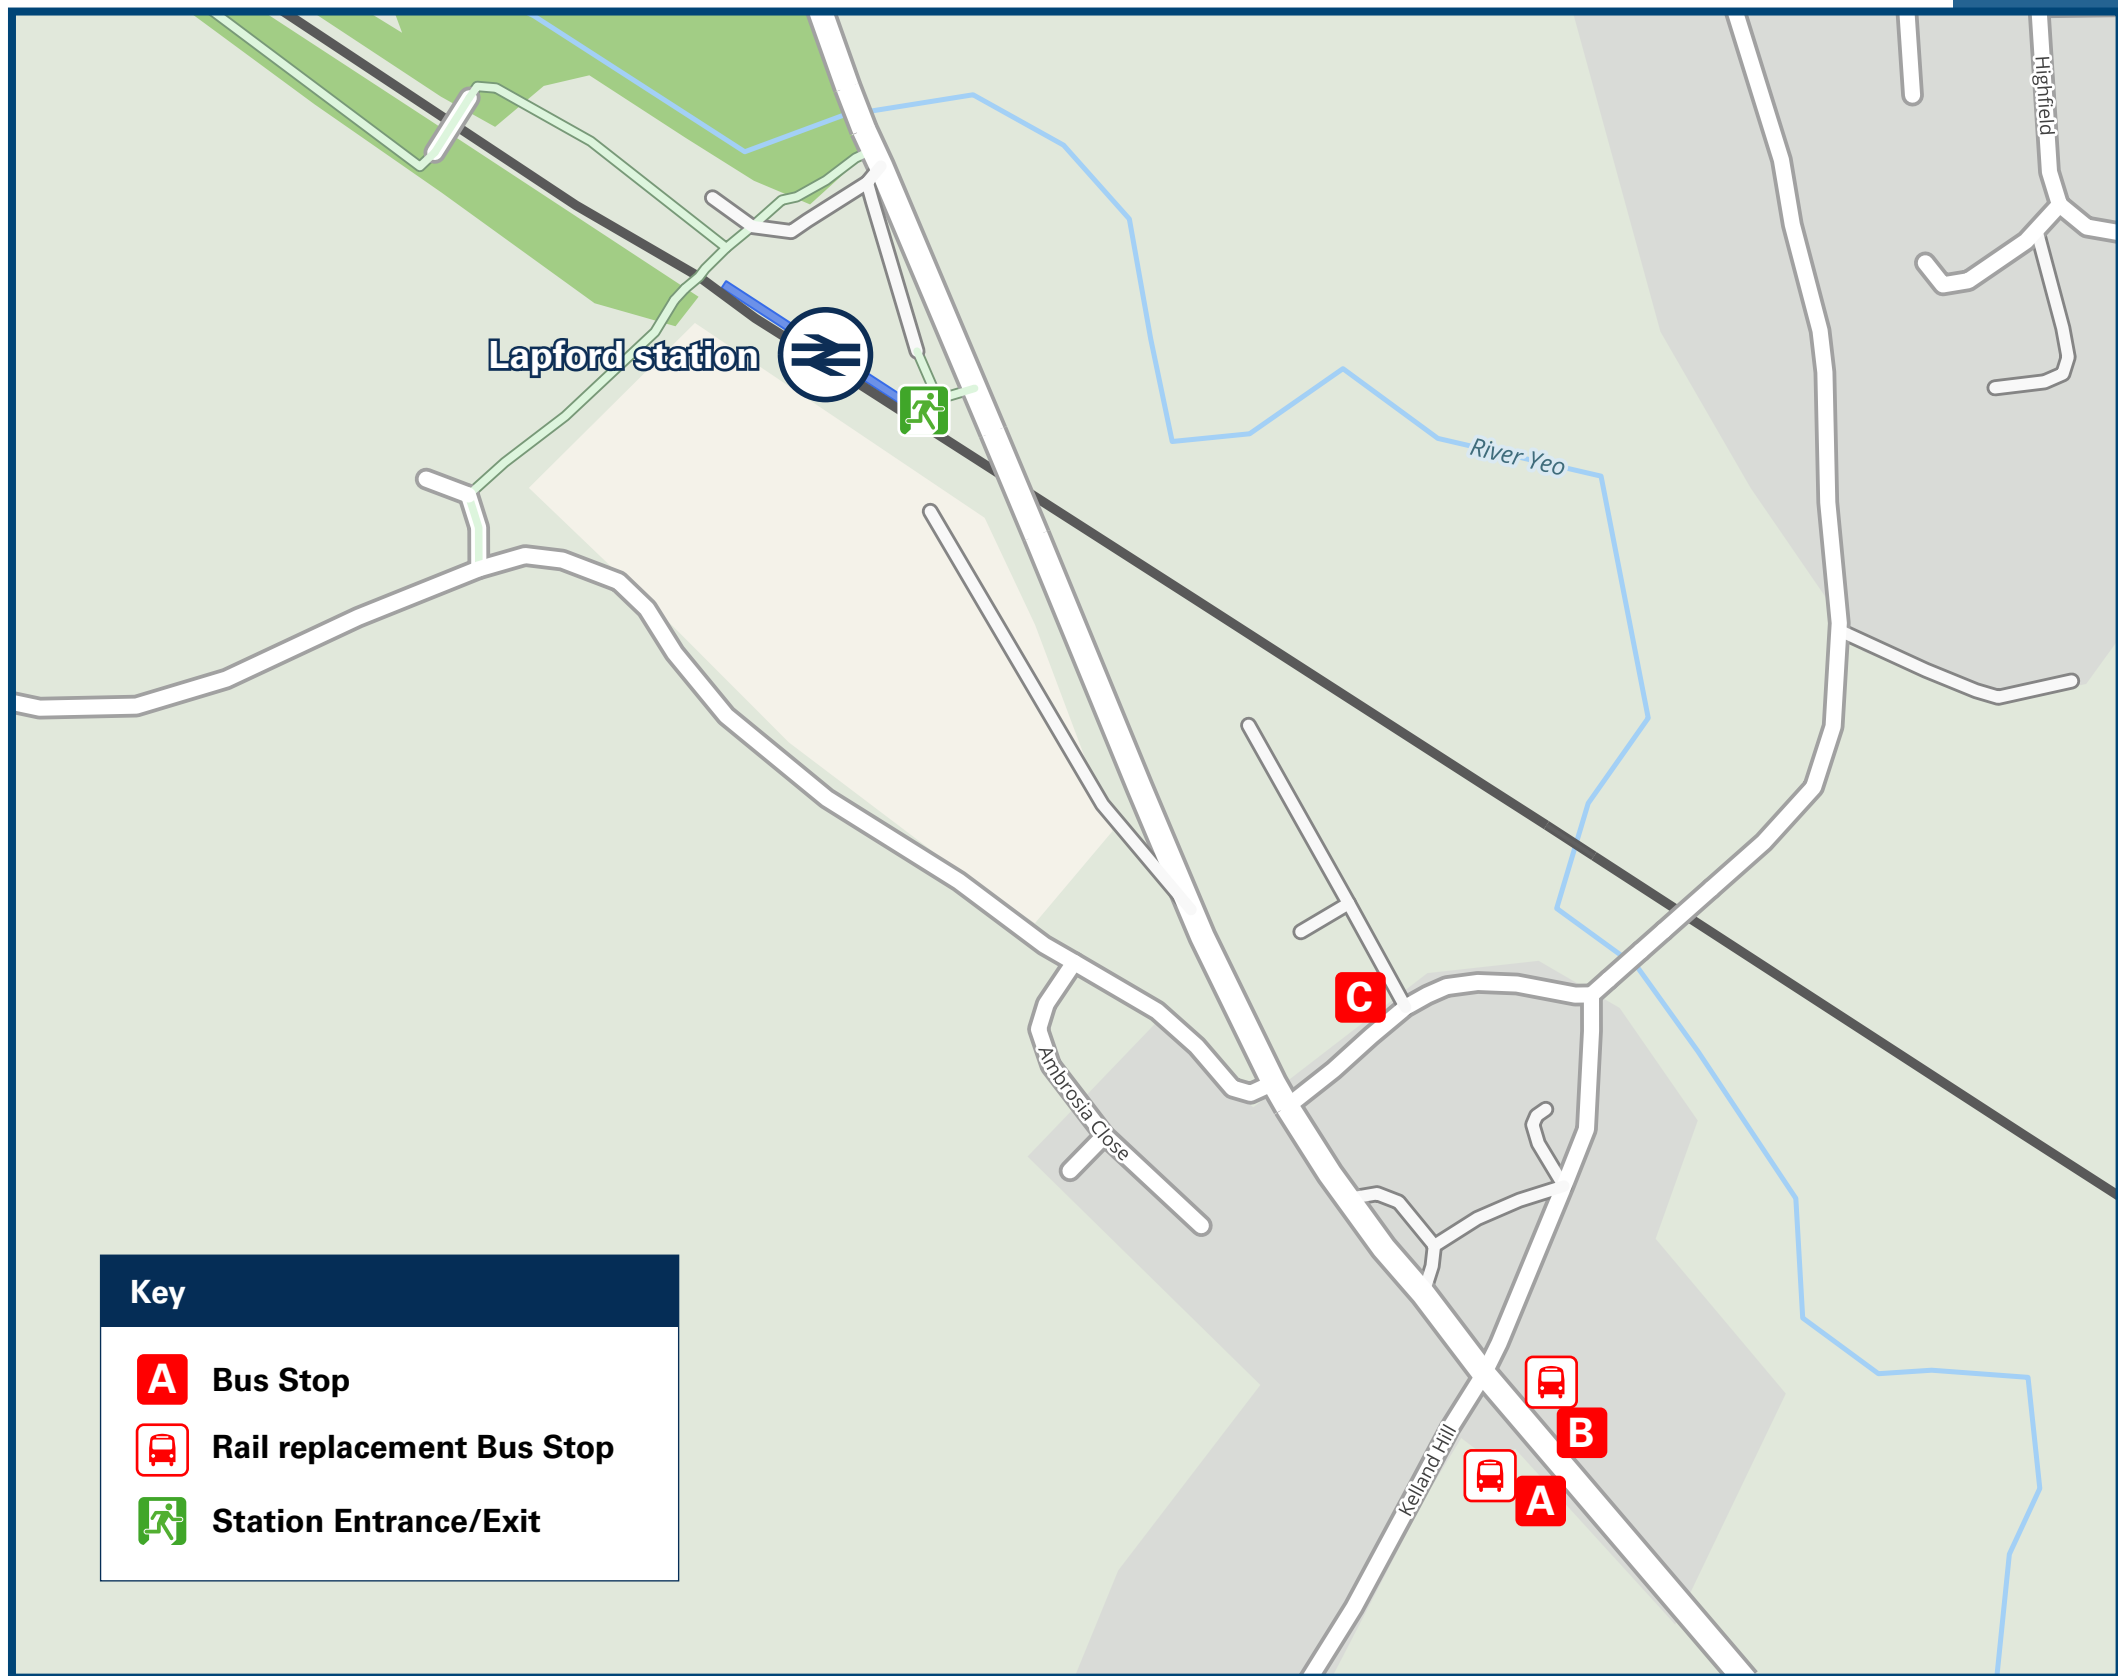 Highfield
Lapford station
River Yeo
C
Ambrosia Close
B
A
Kelland Hill
Key
A Bus Stop
Rail replacement Bus Stop
Station Entrance/Exit